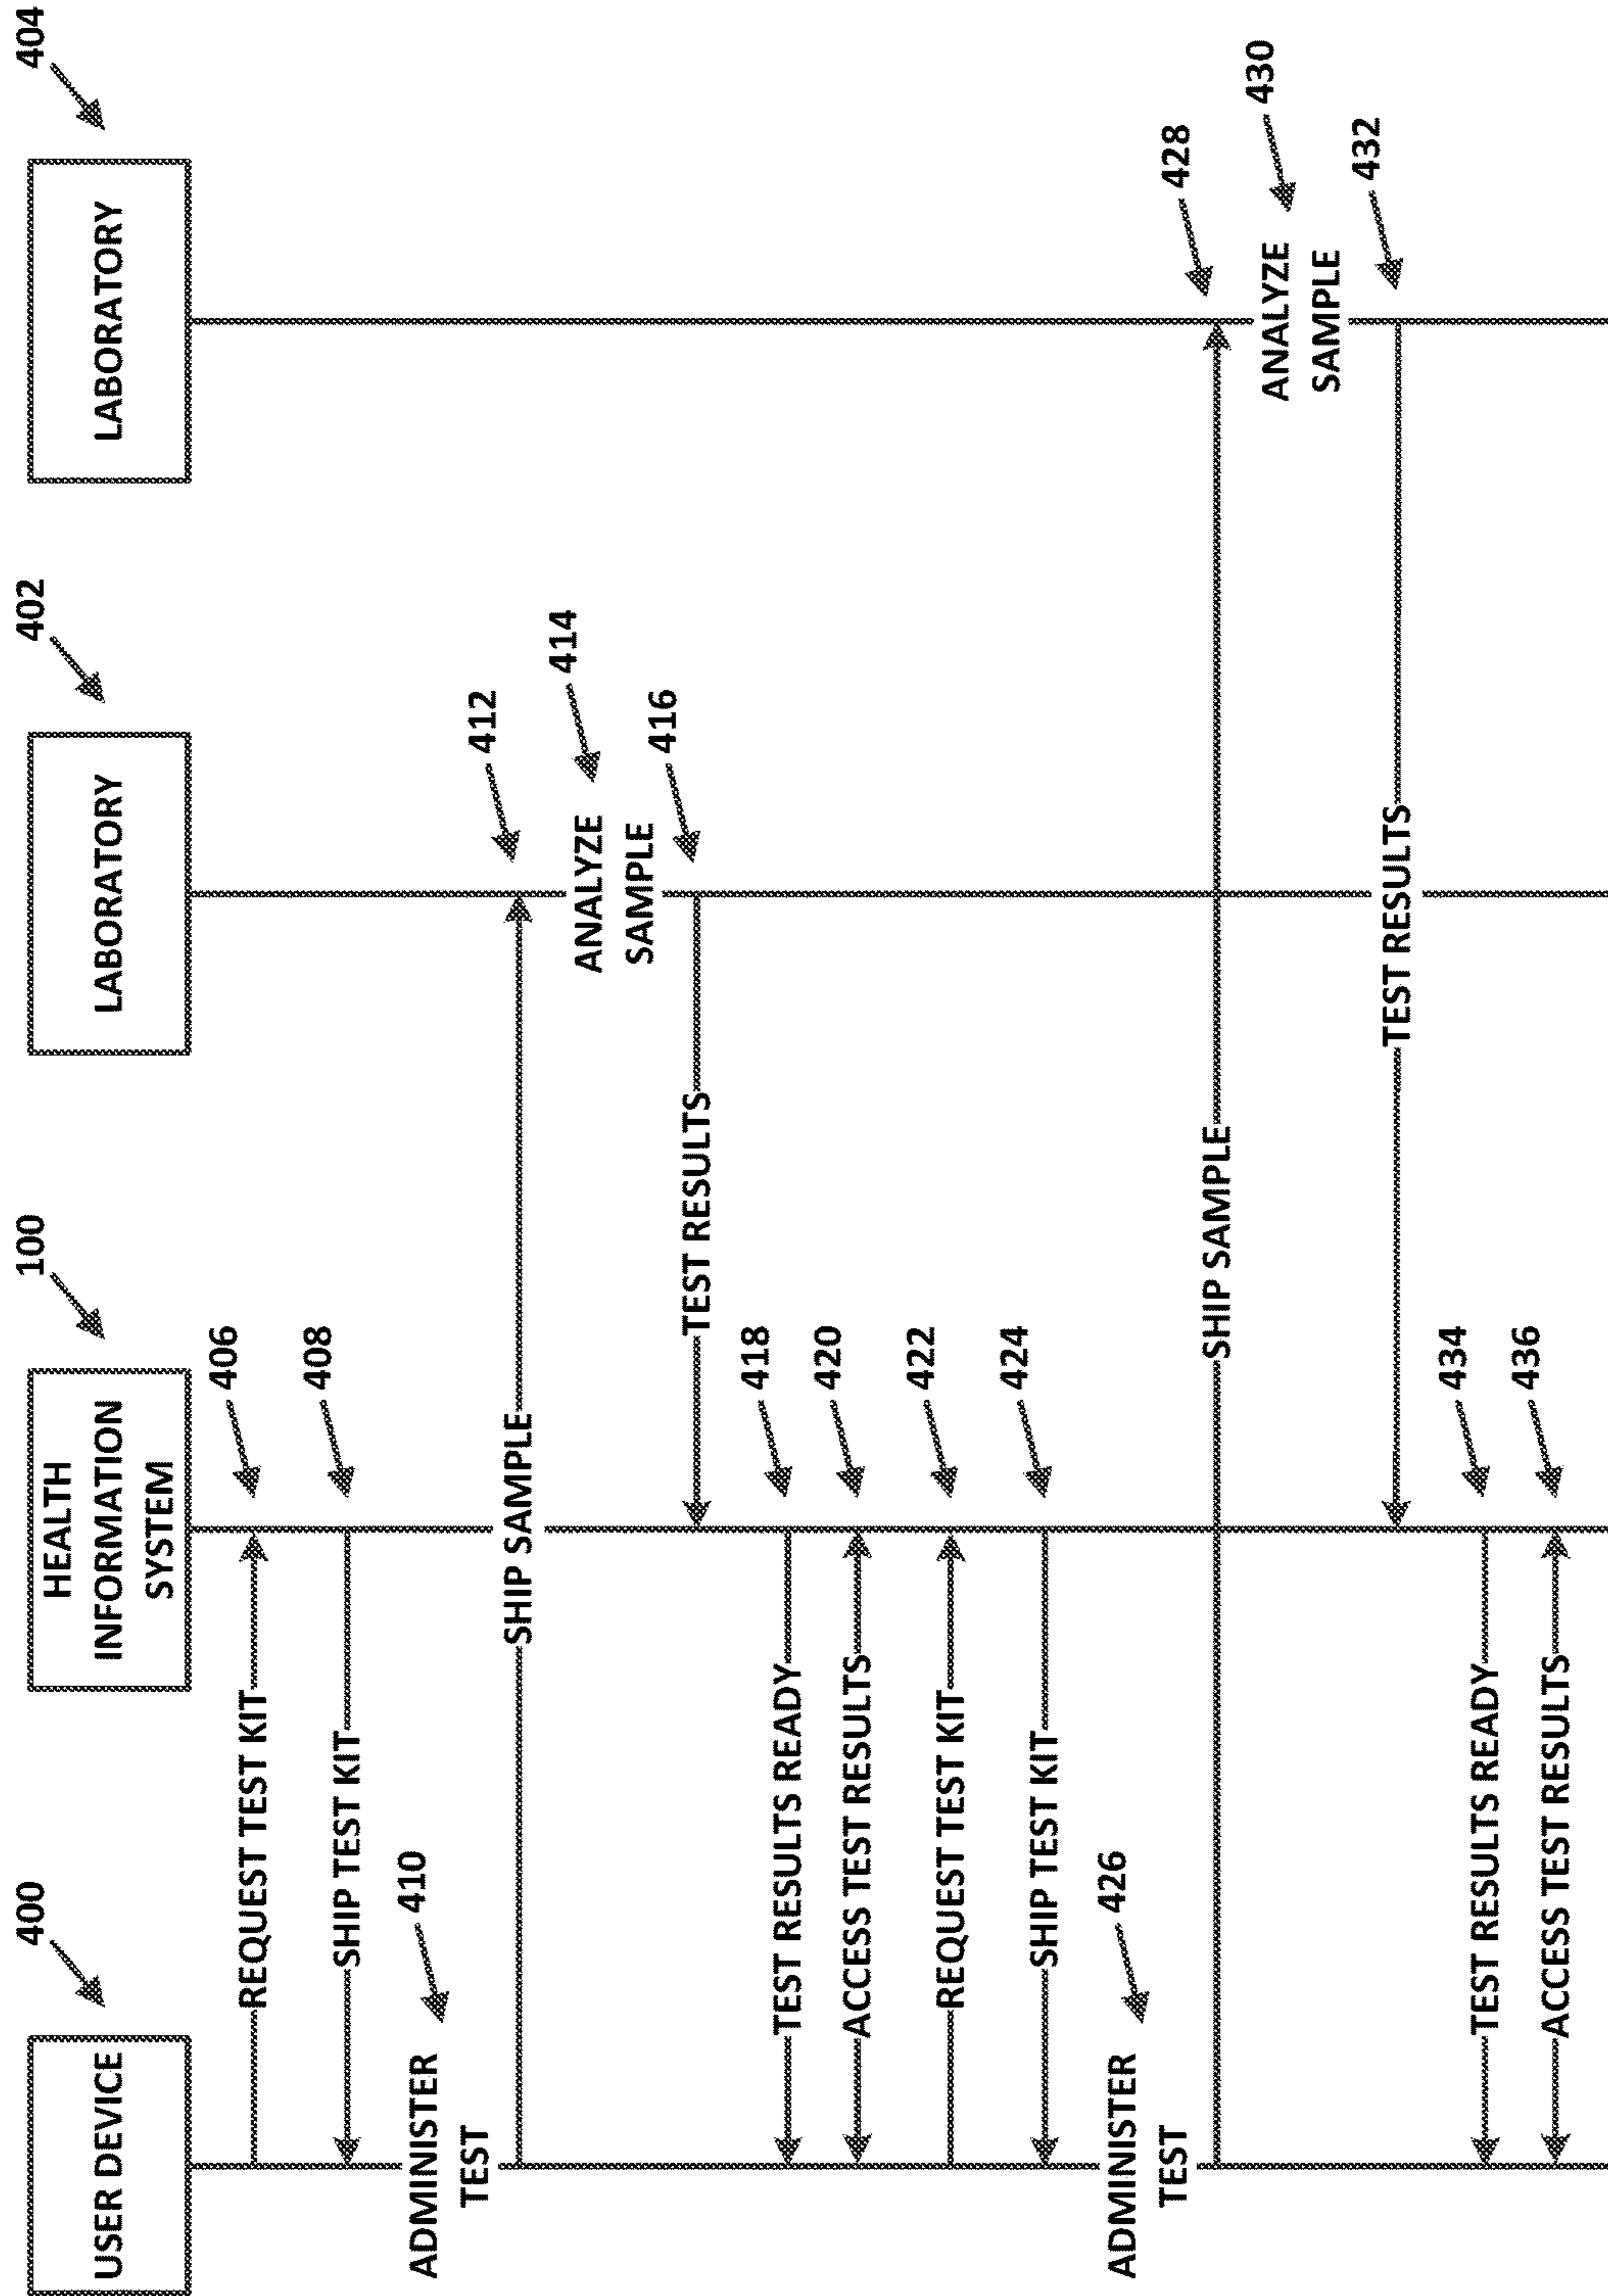 400
USER DEVICE
100
HEALTH
INFORMATION
SYSTEM
402
LABORATORY
404
LABORATORY
REQUEST TEST KIT
406
SHIP TEST KIT
408
ADMINISTER
TEST
410
SHIP SAMPLE
412
ANALYZE
SAMPLE
414
TEST RESULTS
416
TEST RESULTS READY
418
ACCESS TEST RESULTS
420
REQUEST TEST KIT
422
SHIP TEST KIT
424
ADMINISTER
TEST
426
SHIP SAMPLE
428
ANALYZE
SAMPLE
430
TEST RESULTS
432
TEST RESULTS READY
434
ACCESS TEST RESULTS
436